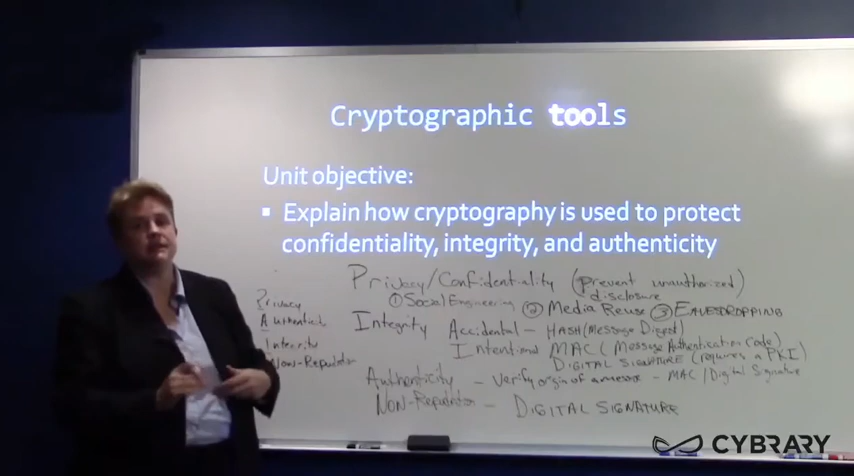 Cryptographic tools
Unit objective:
▪ Explain how cryptography is used to protect
confidentiality, integrity, and authenticity
Privacy/Confidentiality (prevent unauthorized)
disclosure
① Social Engineering ② Media Reuse ③ EAVESDROPPING
Integrity Accidental - HASH (Message Digest)
Intentional MAC (Message Authentication Code)
DIGITAL SIGNATURE (requires a PKI)
Authenticity - Verify origin of a message - MAC/Digital Signature
NON-Repudiation - DIGITAL SIGNATURE
Privacy
Authenticity
Integrity
Non-Repudiation
CYBRARY